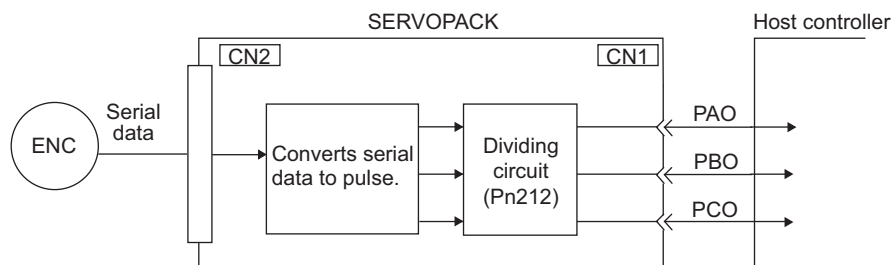 SERVOPACK
Host controller
CN2
CN1
Serial
data
ENC
Converts serial
data to pulse.
Dividing
circuit
(Pn212)
PAO
PBO
PCO